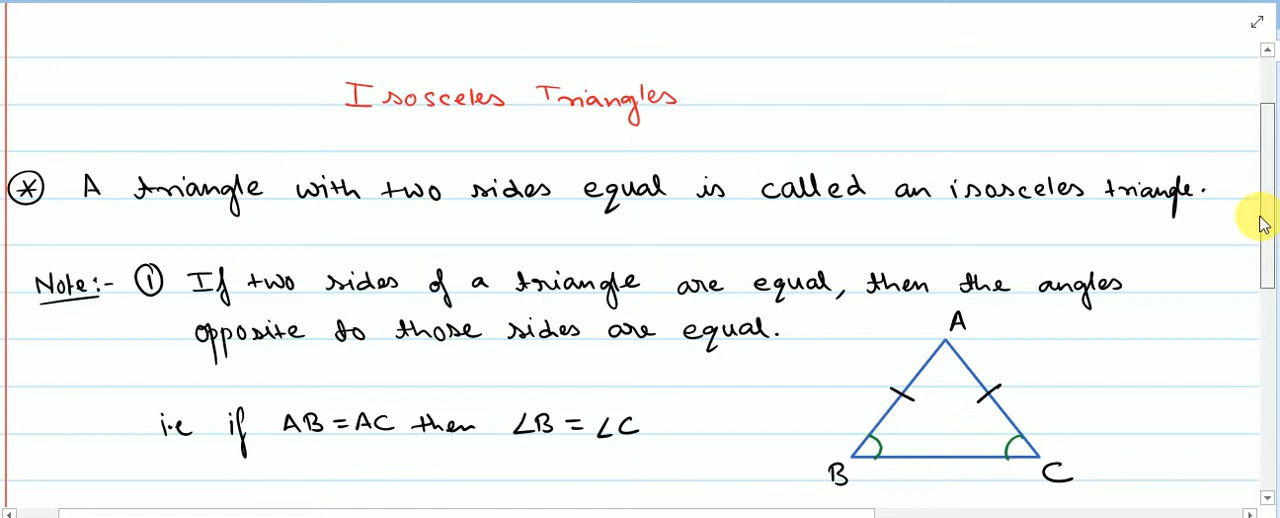 Isosceles Triangles
* A triangle with two sides equal is called an isosceles triangle.
Note:- ① If two sides of a triangle are equal, then the angles
opposite to those sides are equal.
A
i.e if AB = AC then ∠B = ∠C
B C